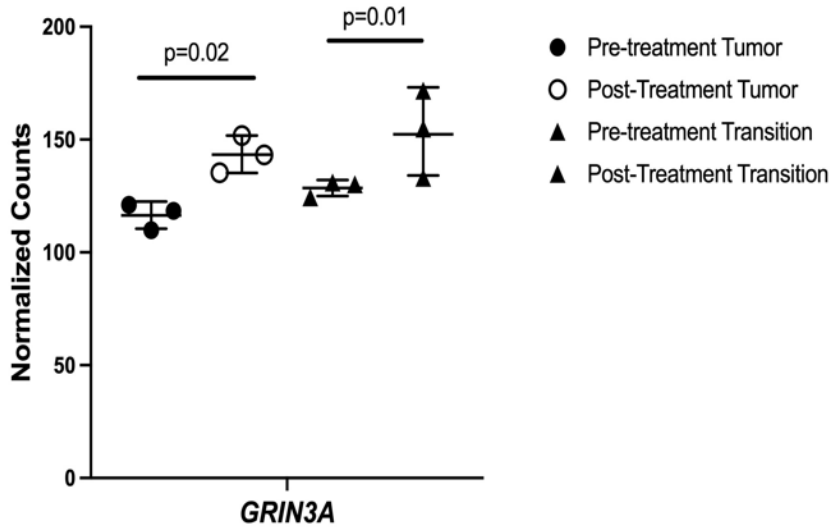 200
150
100
50
0
Normalized Counts
p=0.02
p=0.01
GRIN3A
Pre-treatment Tumor
Post-Treatment Tumor
Pre-treatment Transition
Post-Treatment Transition